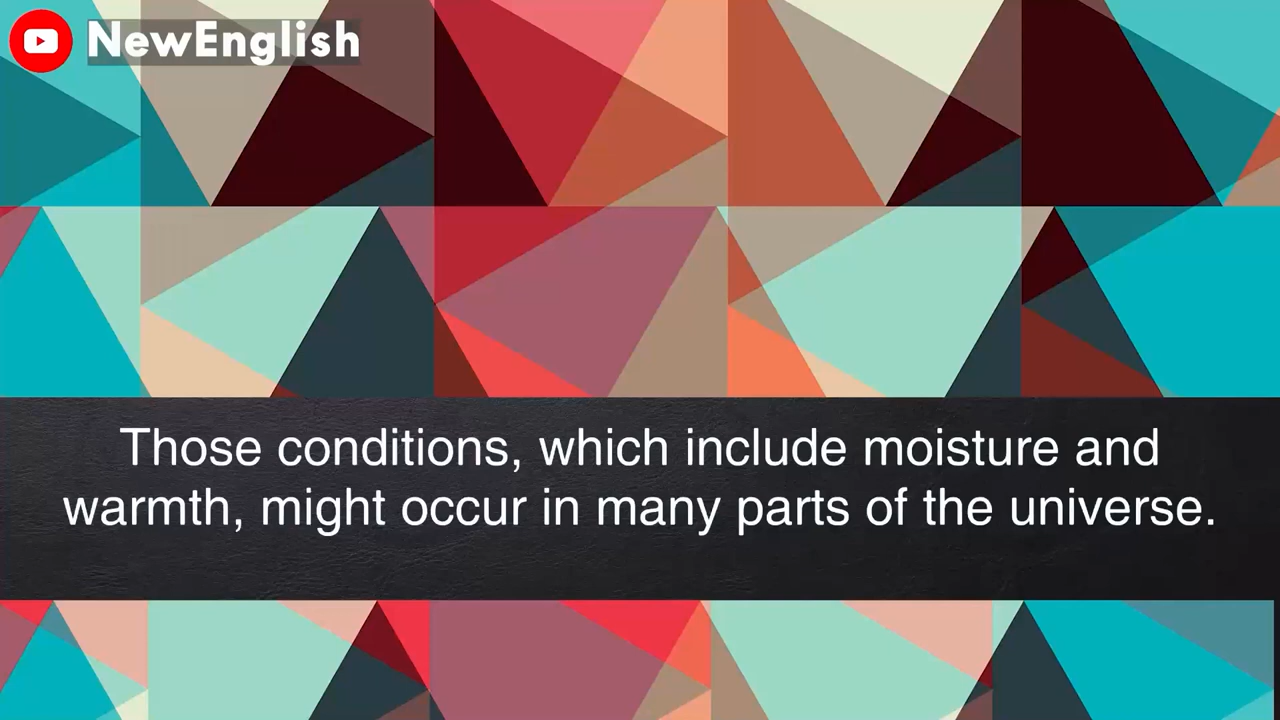 NewEnglish
Those conditions, which include moisture and
warmth, might occur in many parts of the universe.